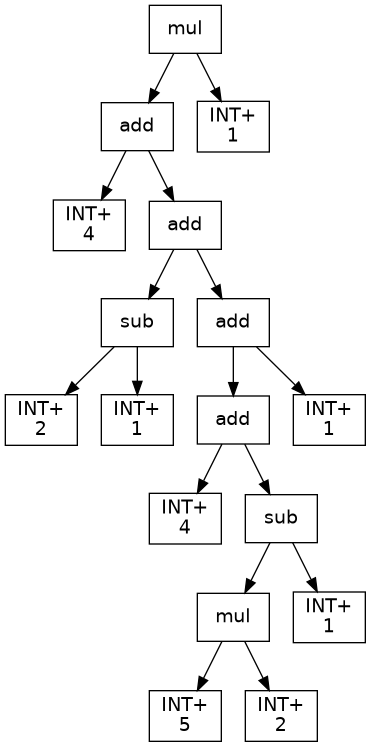 mul
add
INT+
1
INT+
4
add
sub
add
INT+
2
INT+
1
add
INT+
1
INT+
4
sub
mul
INT+
1
INT+
5
INT+
2